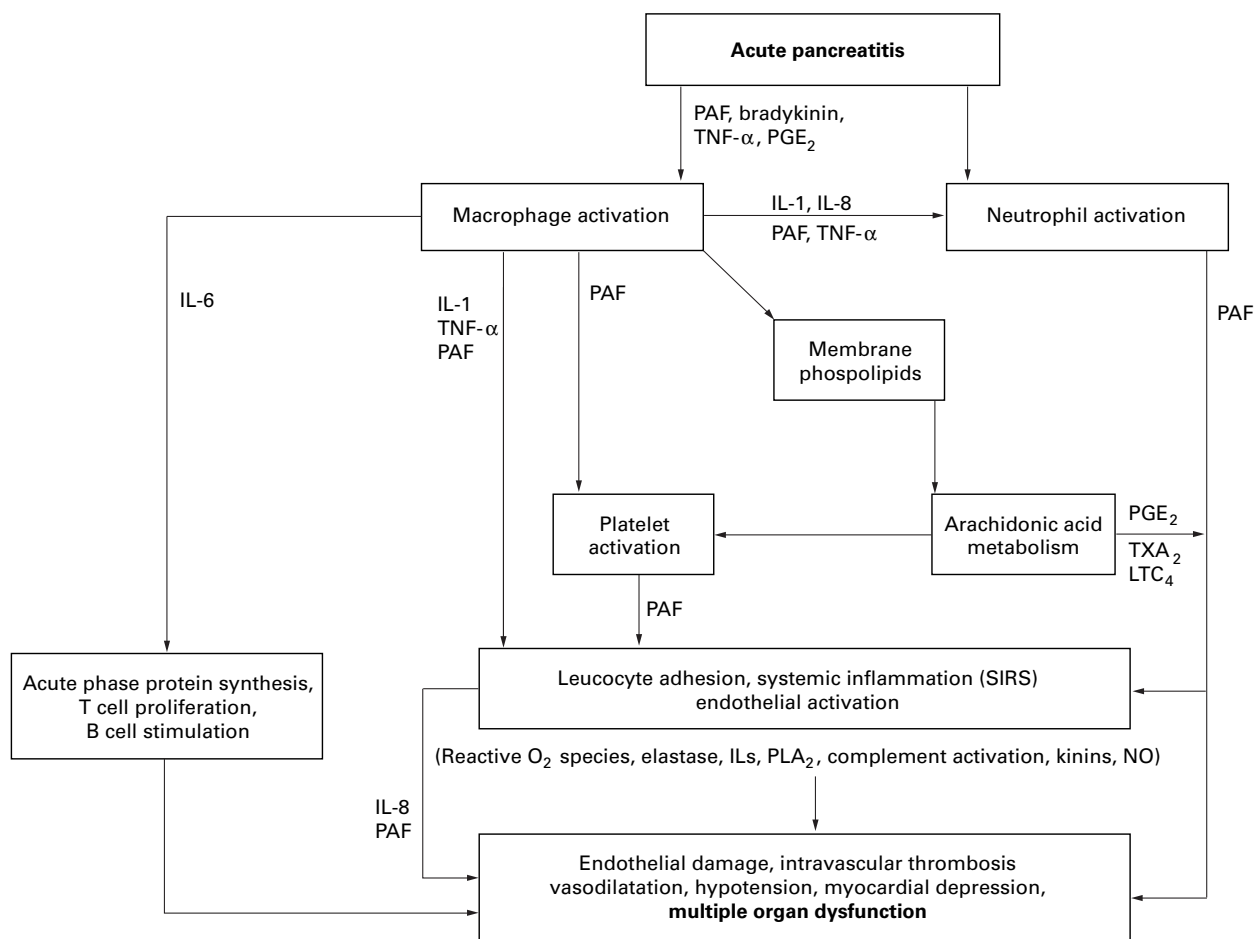 Acute pancreatitis
PAF, bradykinin,
TNF-α, PGE₂
Macrophage activation
IL-1, IL-8
PAF, TNF-α
Neutrophil activation
IL-6
IL-1
TNF-α
PAF
PAF
PAF
Membrane
phospolipids
Platelet
activation
Arachidonic acid
metabolism
PGE₂
TXA₂
LTC₄
PAF
Acute phase protein synthesis,
T cell proliferation,
B cell stimulation
Leucocyte adhesion, systemic inflammation (SIRS)
endothelial activation
(Reactive O₂ species, elastase, ILs, PLA₂, complement activation, kinins, NO)
IL-8
PAF
Endothelial damage, intravascular thrombosis
vasodilatation, hypotension, myocardial depression,
multiple organ dysfunction